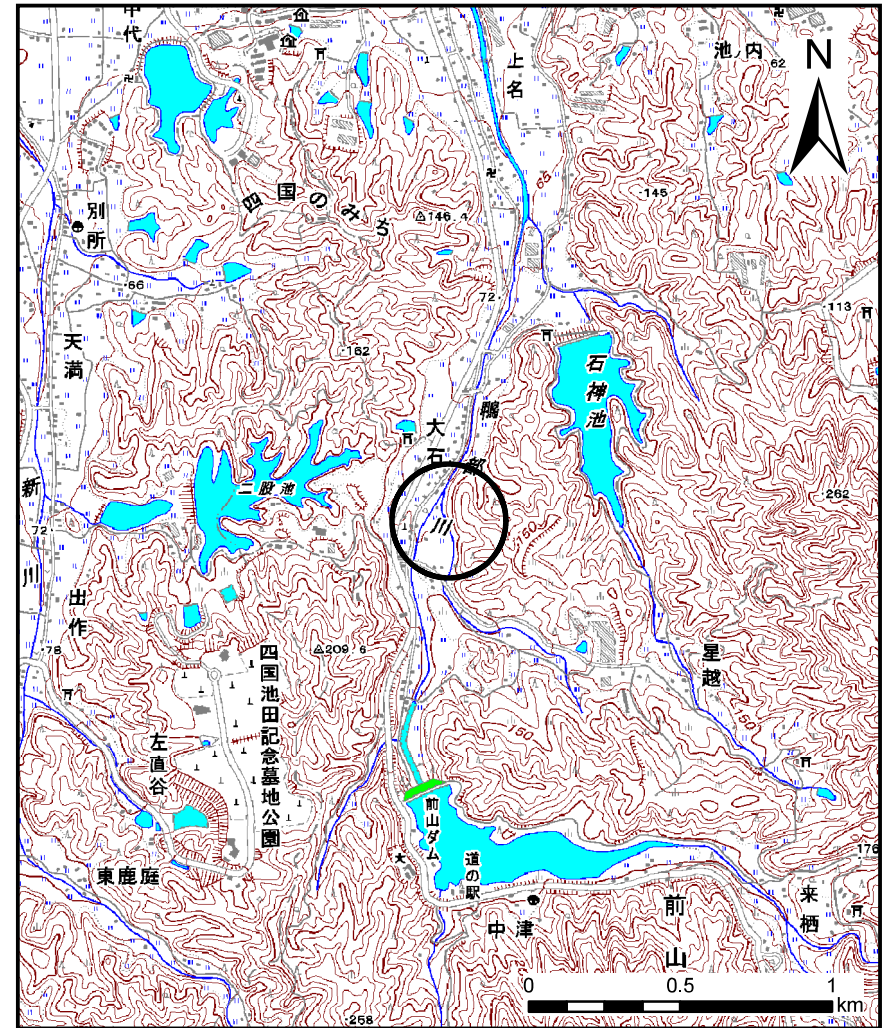 中代
上名
池内
62
N
65
四国のみち
146.4
145
別所
66
72
113
天満
162
石神池
鴨部川
大石
二股池
新川
72
262
150
出作
78
209.6
四国池田記念墓地公園
星越
150
150
左直谷
前山ダム
道の駅
176
東鹿庭
来栖
前山
中津
258
0 0.5 1
km